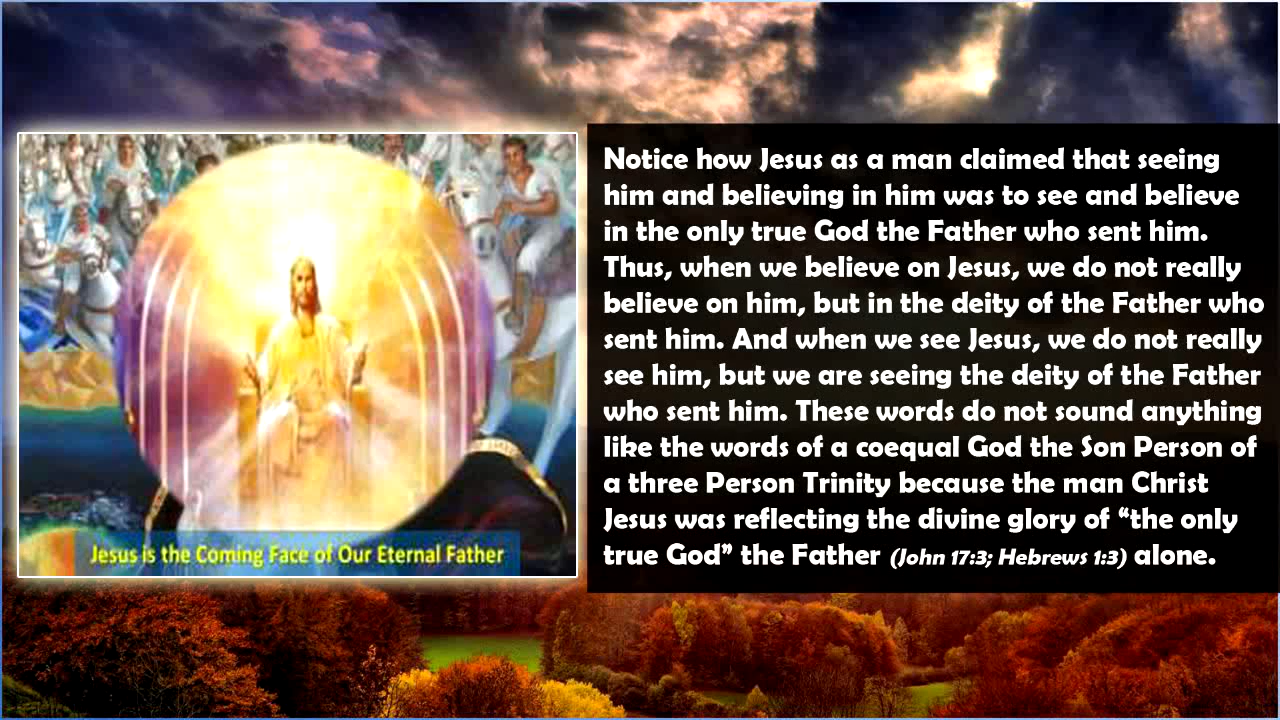 Notice how Jesus as a man claimed that seeing
him and believing in him was to see and believe
in the only true God the Father who sent him.
Thus, when we believe on Jesus, we do not really
believe on him, but in the deity of the Father who
sent him. And when we see Jesus, we do not really
see him, but we are seeing the deity of the Father
who sent him. These words do not sound anything
like the words of a coequal God the Son Person of
a three Person Trinity because the man Christ
Jesus was reflecting the divine glory of “the only
true God” the Father (John 17:3; Hebrews 1:3) alone.
Jesus is the Coming Face of Our Eternal Father